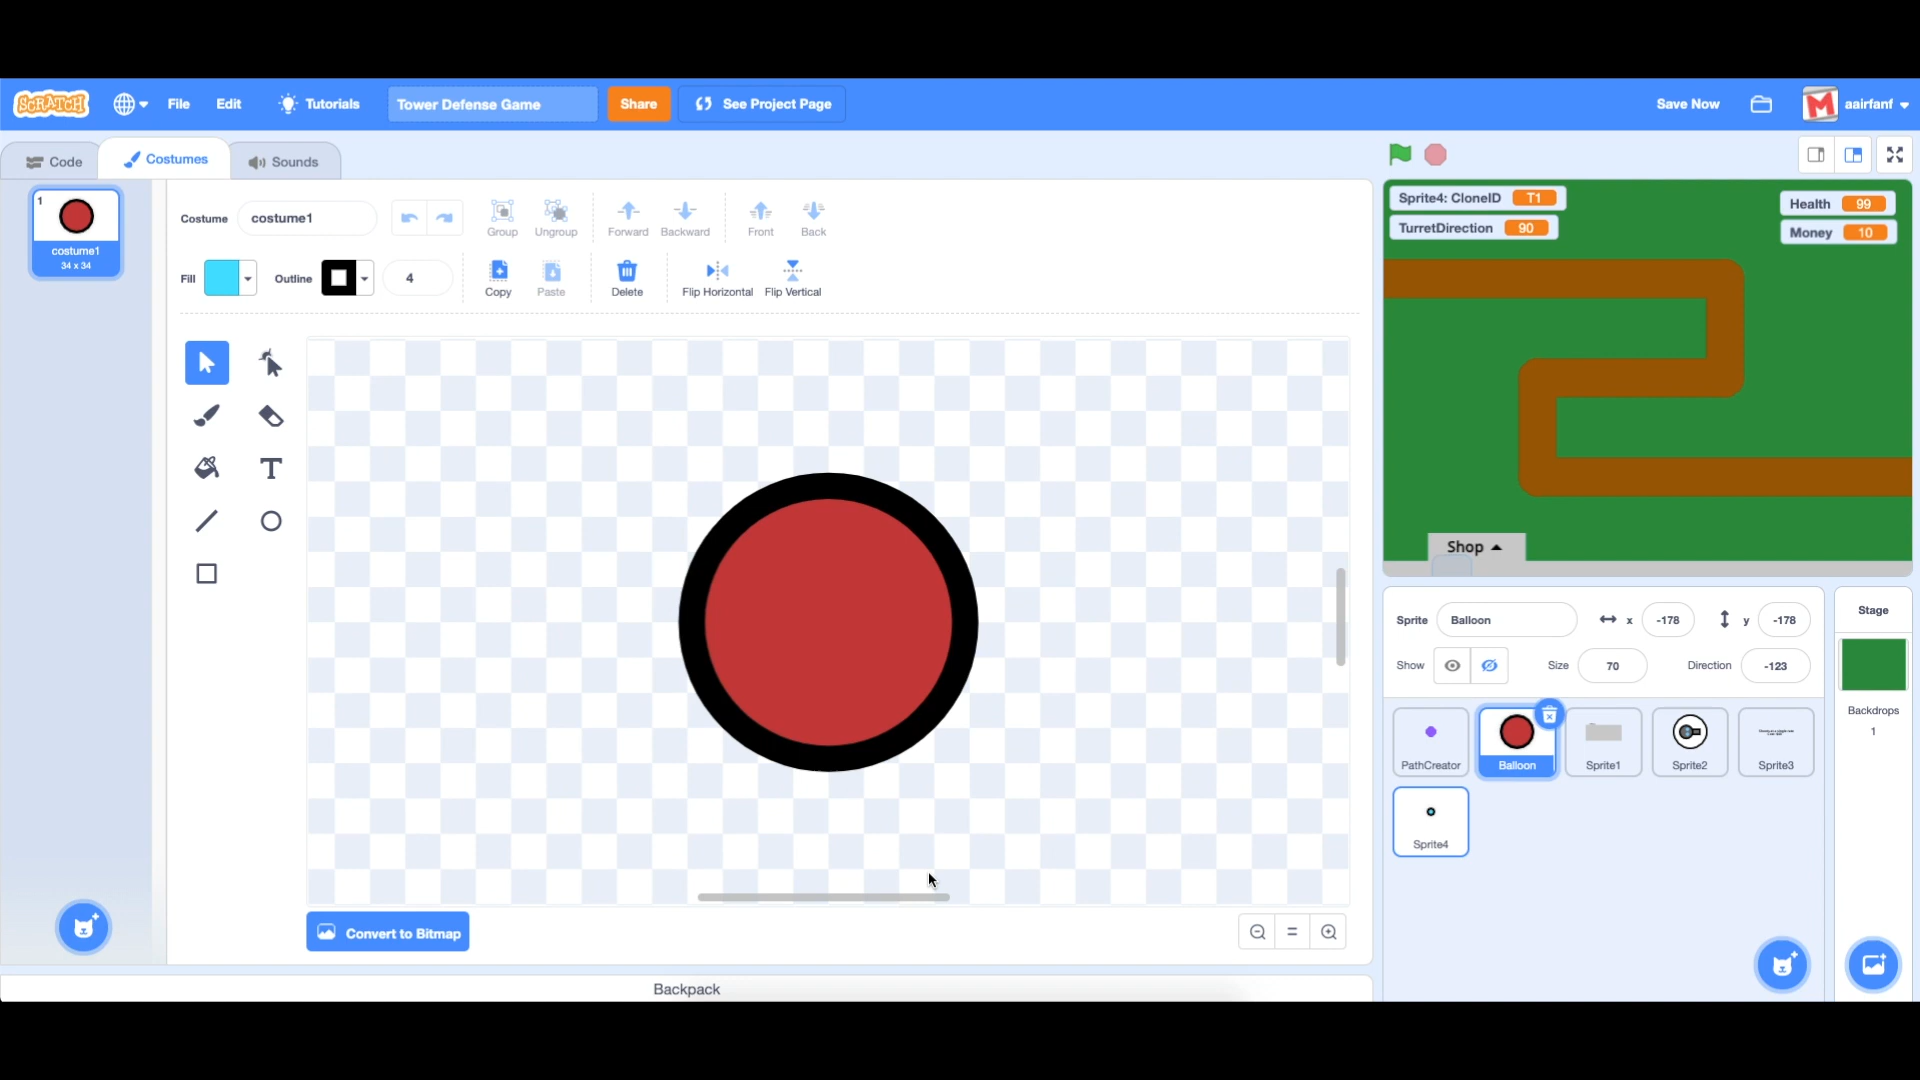 SCRATCH File Edit Tutorials Tower Defense Game Share See Project Page Save Now aairfanf
Code Costumes Sounds
1
costume1
34 x 34
Costume costume1 Group Ungroup Forward Backward Front Back
Fill Outline 4 Copy Paste Delete Flip Horizontal Flip Vertical
Convert to Bitmap
Backpack
Sprite4: CloneID T1
TurretDirection 90
Health 99
Money 10
Shop
Sprite Balloon x -178 y -178
Show Size 70 Direction -123
PathCreator Balloon Sprite1 Sprite2 Sprite3
Sprite4
Stage
Backdrops
1